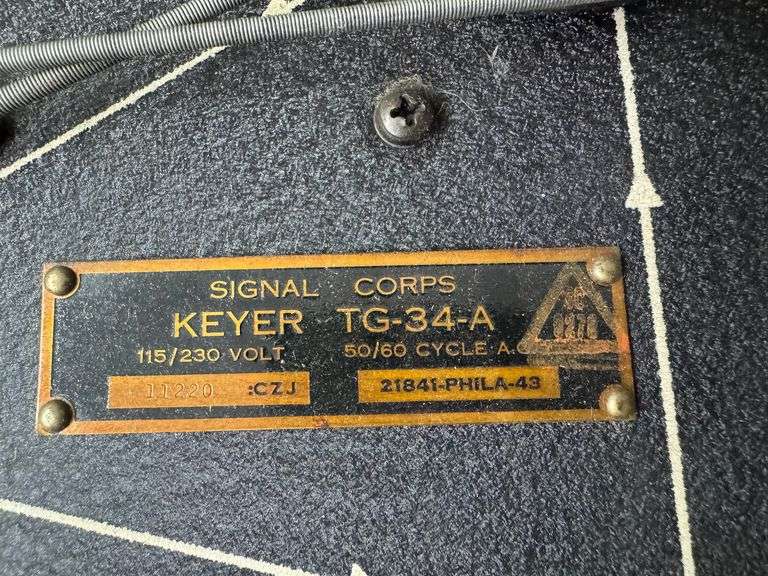 SIGNAL CORPS
KEYER TG-34-A
115/230 VOLT 50/60 CYCLE A.
11220 :CZJ 21841-PHILA-43